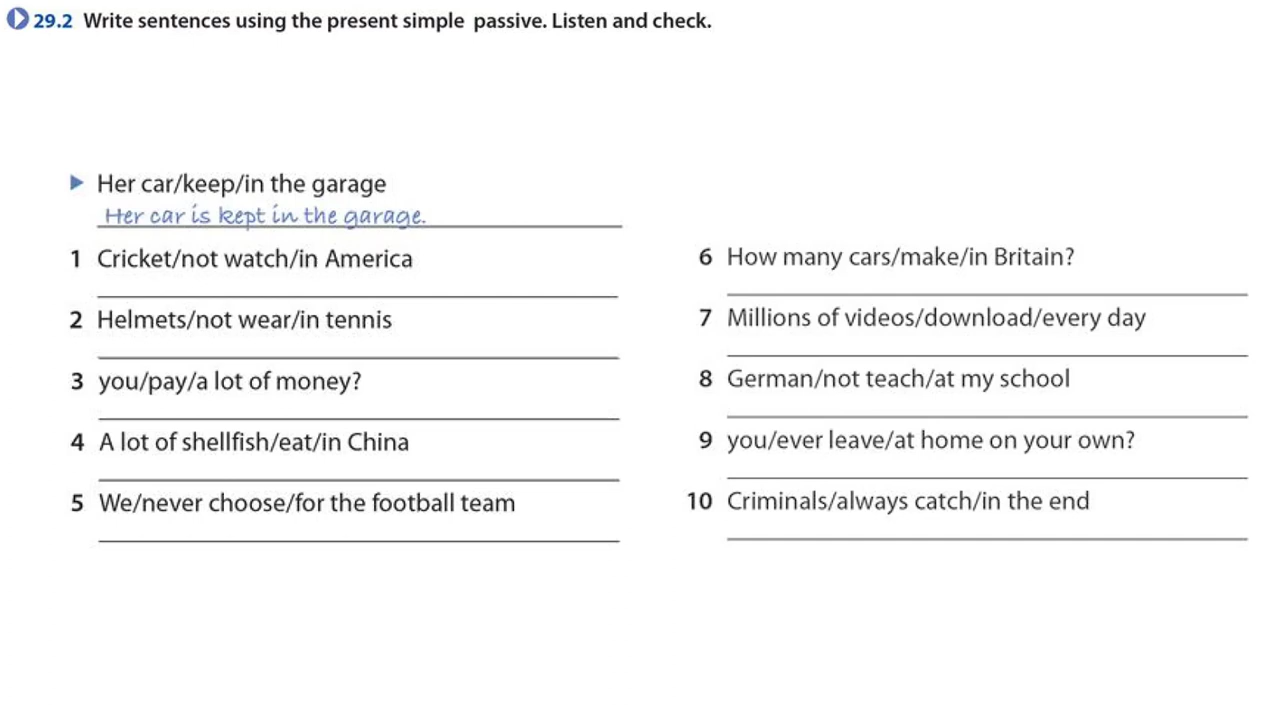 29.2 Write sentences using the present simple passive. Listen and check.
Her car/keep/in the garage
Her car is kept in the garage.
1 Cricket/not watch/in America
2 Helmets/not wear/in tennis
3 you/pay/a lot of money?
4 A lot of shellfish/eat/in China
5 We/never choose/for the football team
6 How many cars/make/in Britain?
7 Millions of videos/download/every day
8 German/not teach/at my school
9 you/ever leave/at home on your own?
10 Criminals/always catch/in the end